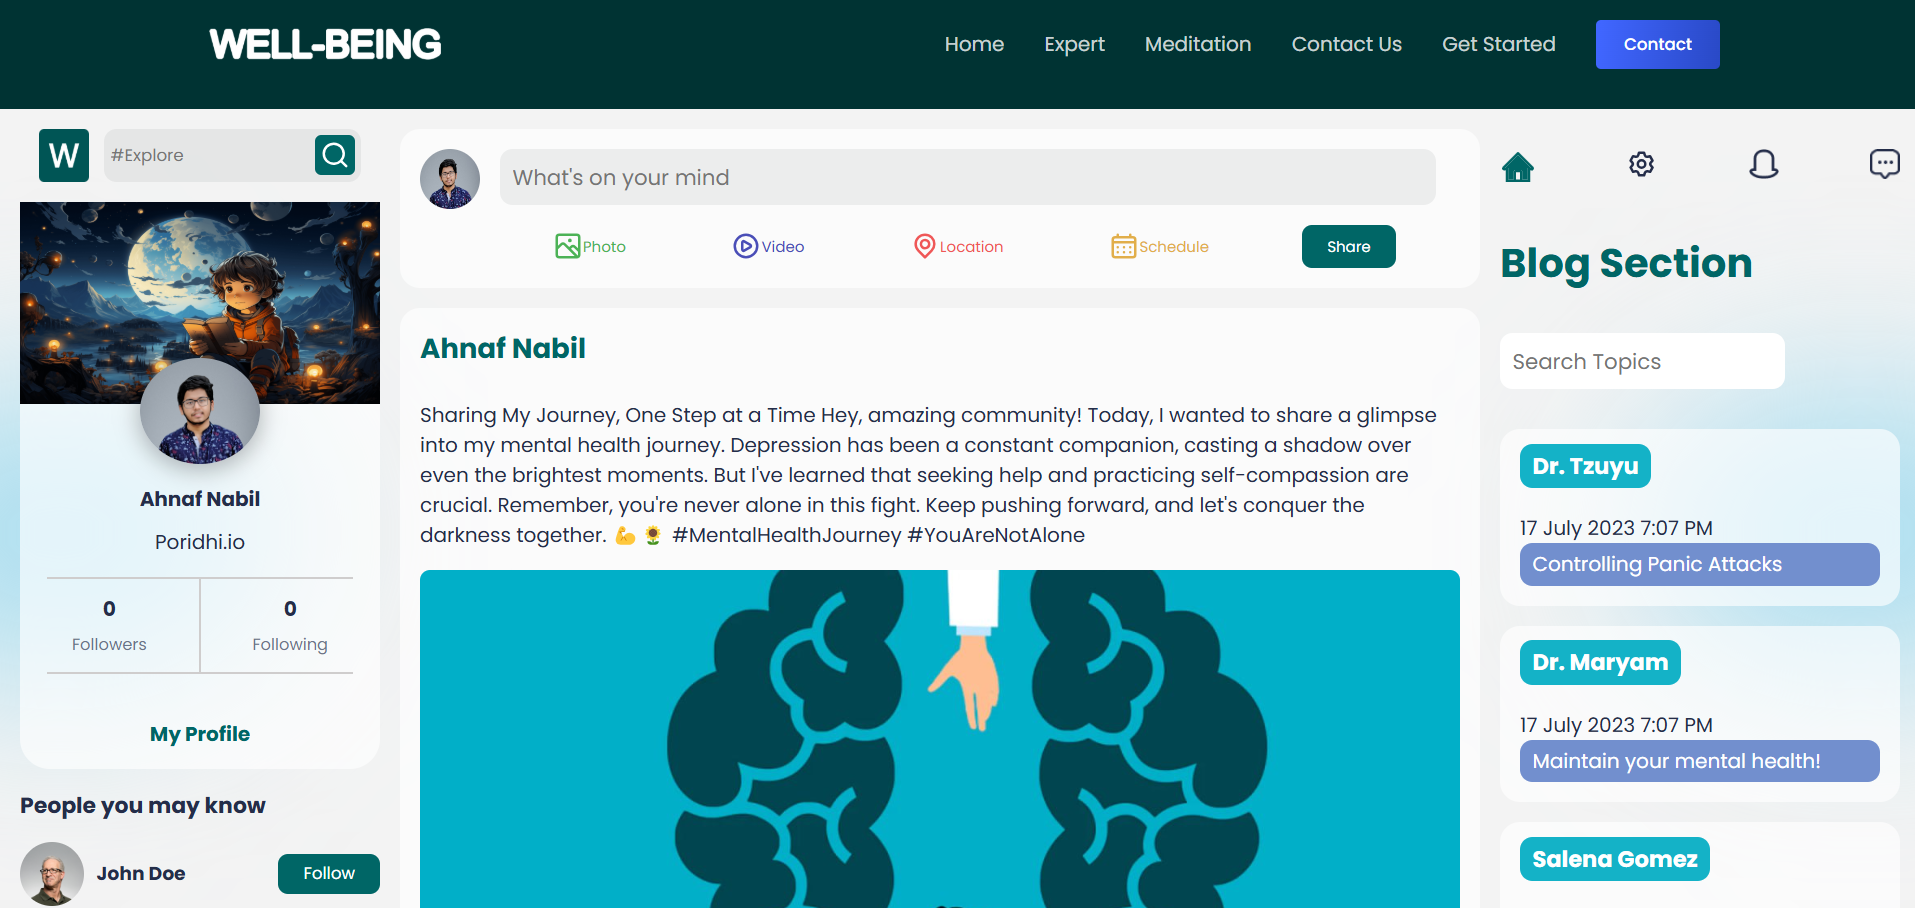 WELL-BEING
Home
Expert
Meditation
Contact Us
Get Started
Contact
W
#Explore
Ahnaf Nabil
Poridhi.io
0
Followers
0
Following
My Profile
People you may know
John Doe
Follow
What's on your mind
Photo
Video
Location
Schedule
Share
Ahnaf Nabil
Sharing My Journey, One Step at a Time Hey, amazing community! Today, I wanted to share a glimpse
into my mental health journey. Depression has been a constant companion, casting a shadow over
even the brightest moments. But I've learned that seeking help and practicing self-compassion are
crucial. Remember, you're never alone in this fight. Keep pushing forward, and let's conquer the
darkness together. 💪 🌻 #MentalHealthJourney #YouAreNotAlone
Blog Section
Search Topics
Dr. Tzuyu
17 July 2023 7:07 PM
Controlling Panic Attacks
Dr. Maryam
17 July 2023 7:07 PM
Maintain your mental health!
Salena Gomez